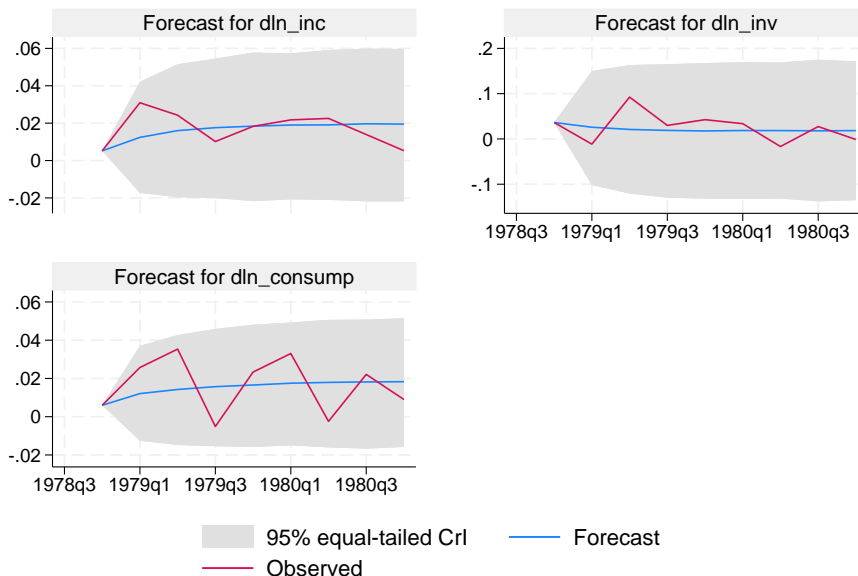 Forecast for dln_inc
.06
.04
.02
0
-.02
Forecast for dln_inv
.2
.1
0
-.1
1978q3 1979q1 1979q3 1980q1 1980q3
Forecast for dln_consump
.06
.04
.02
0
-.02
1978q3 1979q1 1979q3 1980q1 1980q3
95% equal-tailed CrI Forecast
Observed